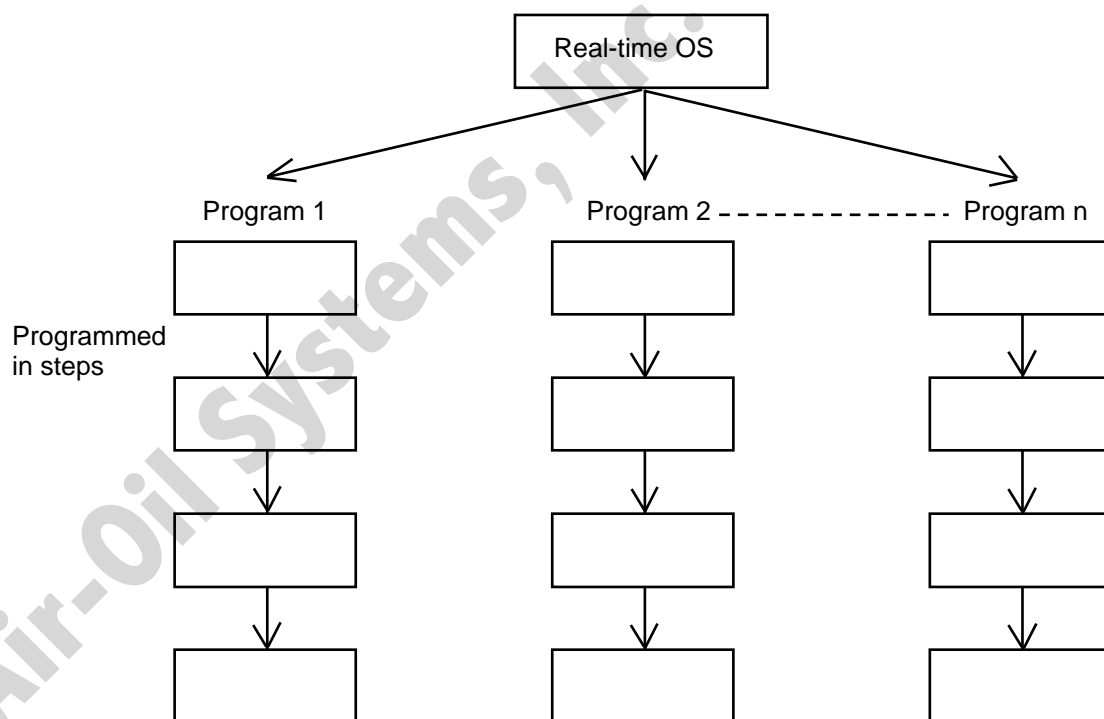 Real-time OS
Program 1
Program 2
Program n
Programmed
in steps
Air-Oil Systems, Inc.